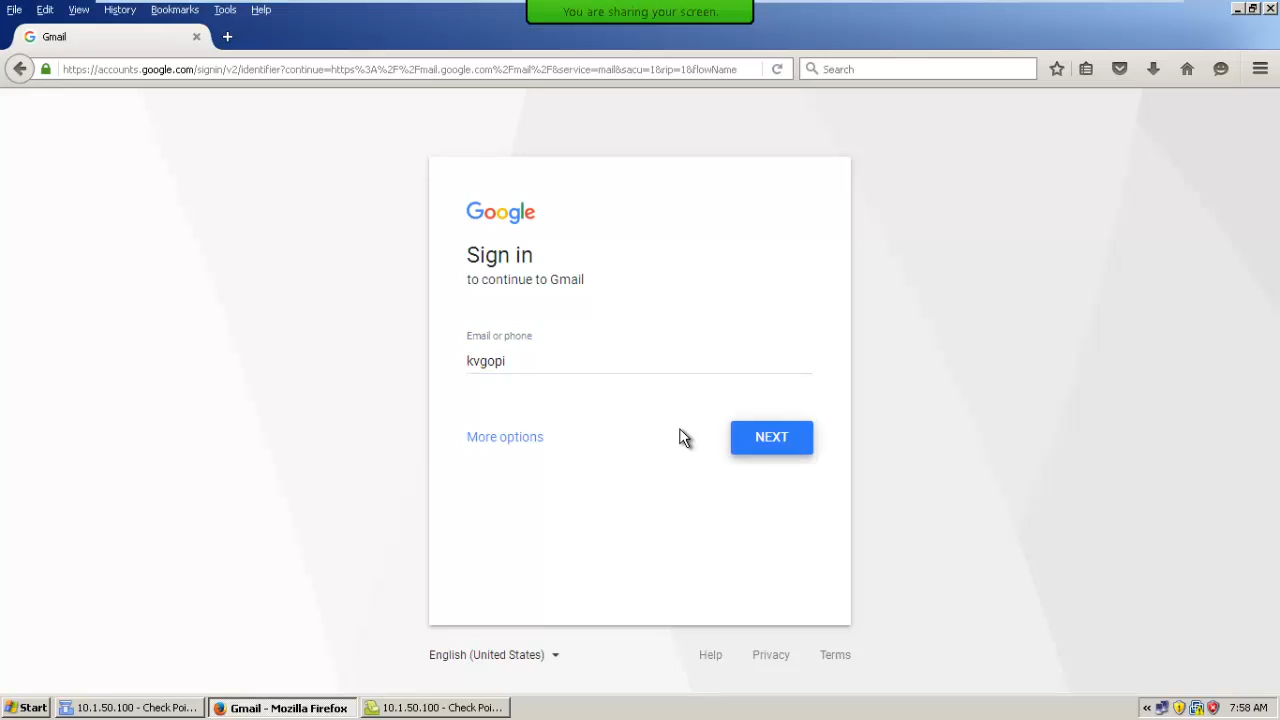 You are sharing your screen.
File Edit View History Bookmarks Tools Help
Gmail
https://accounts.google.com/signin/v2/identifier?continue=https%3A%2F%2Fmail.google.com%2Fmail%2F&service=mail&sacu=1&rip=1&flowName
Search
Google
Sign in
to continue to Gmail
Email or phone
kvgopi
More options
NEXT
English (United States)
Help Privacy Terms
Start
10.1.50.100 - Check Poi...
Gmail - Mozilla Firefox
10.1.50.100 - Check Poi...
7:58 AM